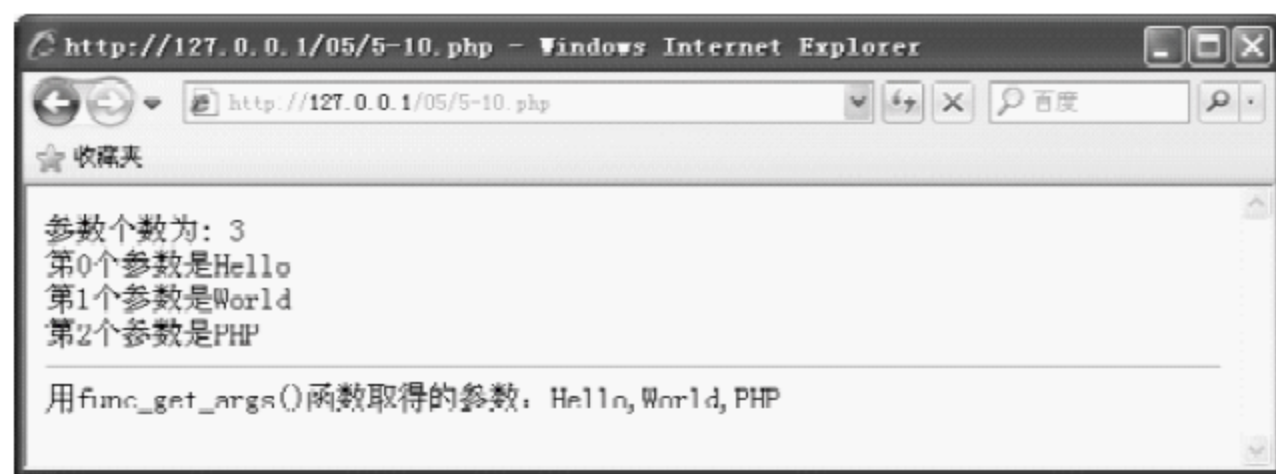 http://127.0.0.1/05/5-10.php - Windows Internet Explorer
http://127.0.0.1/05/5-10.php
百度
收藏夹
参数个数为: 3
第0个参数是Hello
第1个参数是World
第2个参数是PHP
用func_get_args()函数取得的参数: Hello,World,PHP